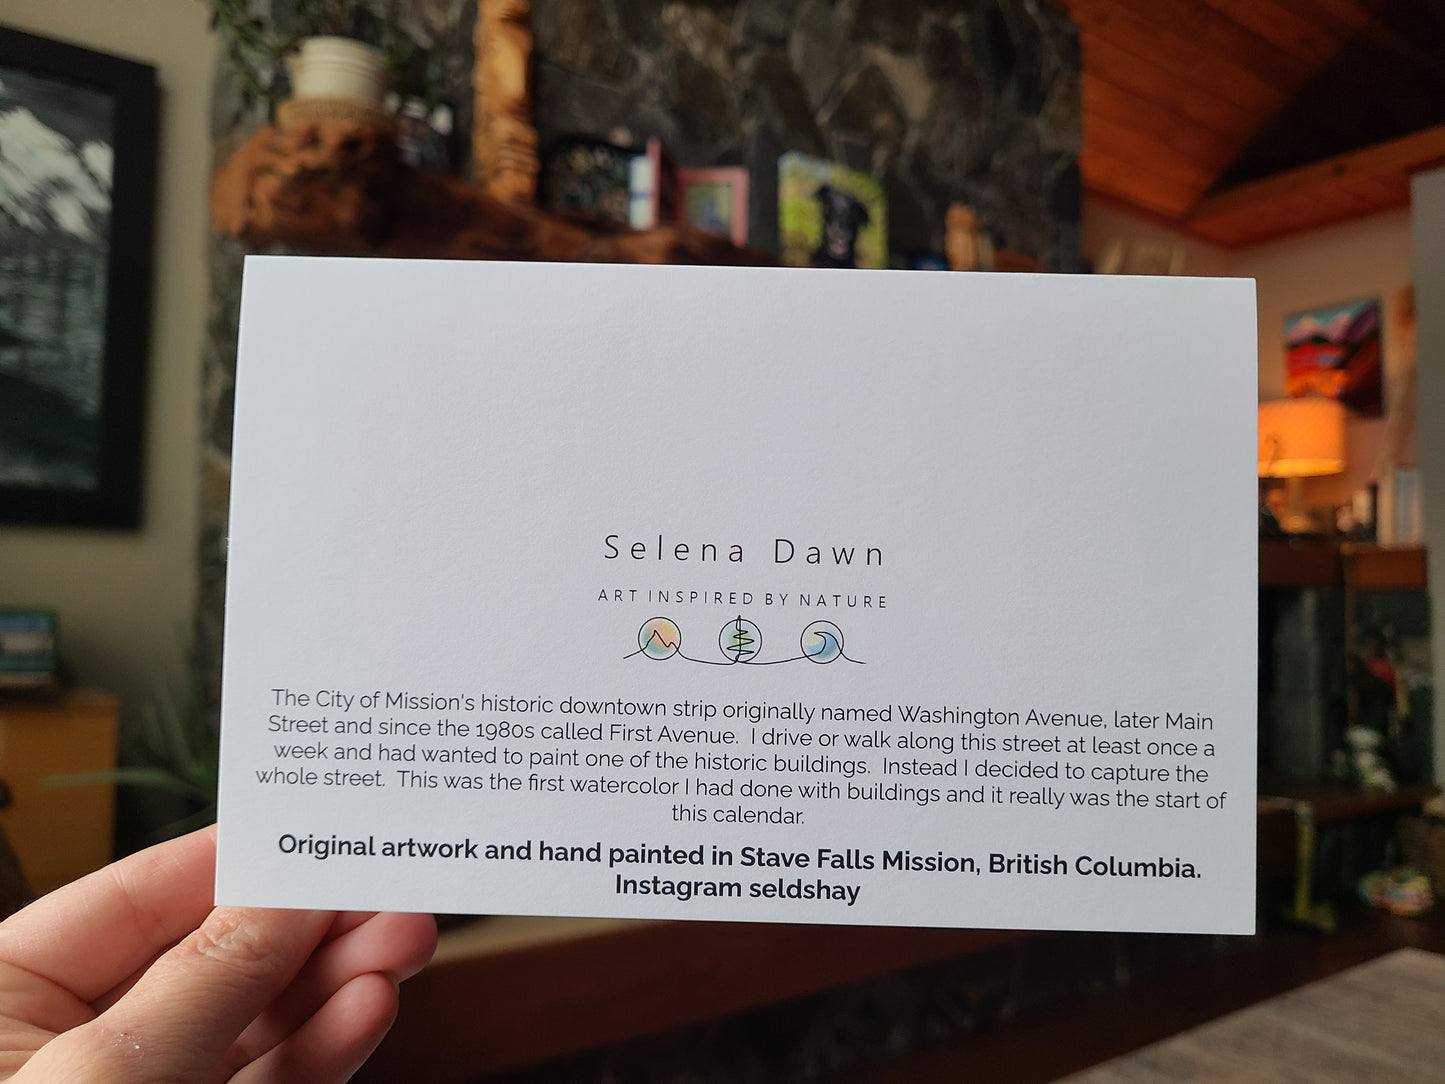 Selena Dawn
ART INSPIRED BY NATURE
The City of Mission's historic downtown strip originally named Washington Avenue, later Main
Street and since the 1980s called First Avenue.  I drive or walk along this street at least once a
week and had wanted to paint one of the historic buildings.  Instead I decided to capture the
whole street.  This was the first watercolor I had done with buildings and it really was the start of
this calendar.
Original artwork and hand painted in Stave Falls Mission, British Columbia.
Instagram seldshay